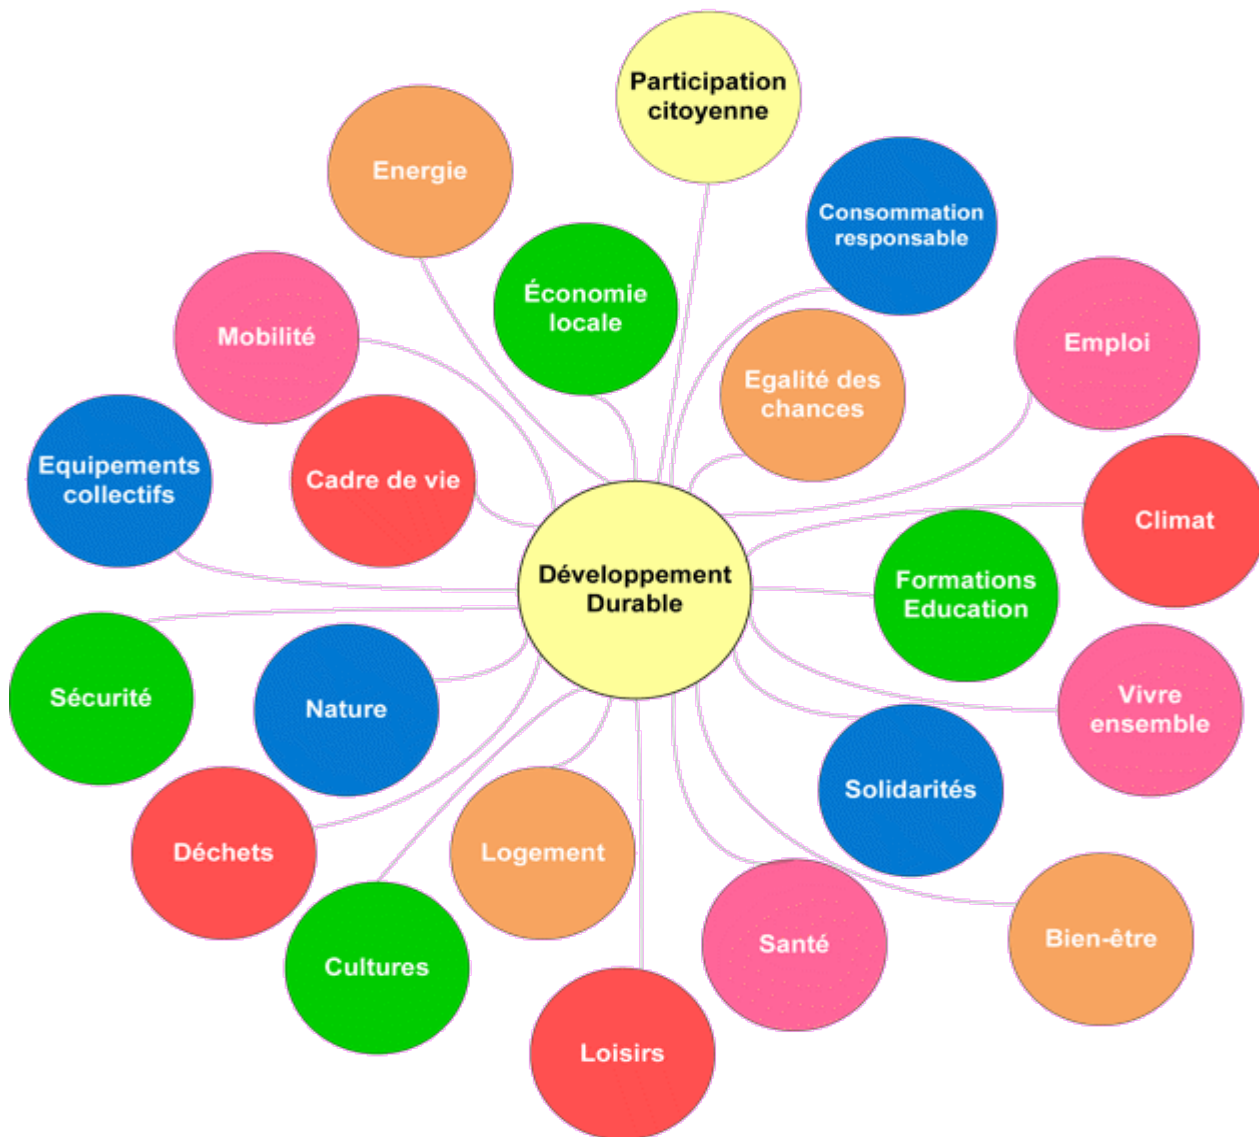 Participation
citoyenne
Energie
Consommation
responsable
Économie
locale
Mobilité
Emploi
Egalité des
chances
Equipements
collectifs
Cadre de vie
Climat
Développement
Durable
Formations
Education
Sécurité
Nature
Vivre
ensemble
Solidarités
Déchets
Logement
Cultures
Santé
Bien-être
Loisirs